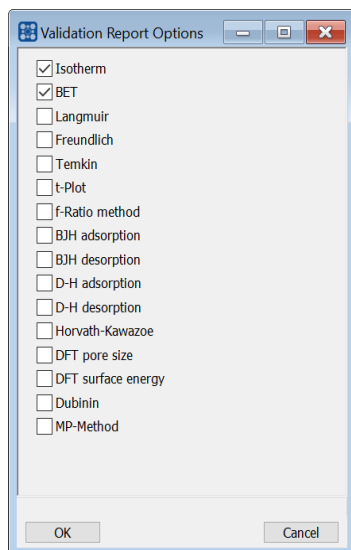 Validation Report Options
Isotherm
BET
Langmuir
Freundlich
Temkin
t-Plot
f-Ratio method
BJH adsorption
BJH desorption
D-H adsorption
D-H desorption
Horvath-Kawazoe
DFT pore size
DFT surface energy
Dubinin
MP-Method
OK Cancel